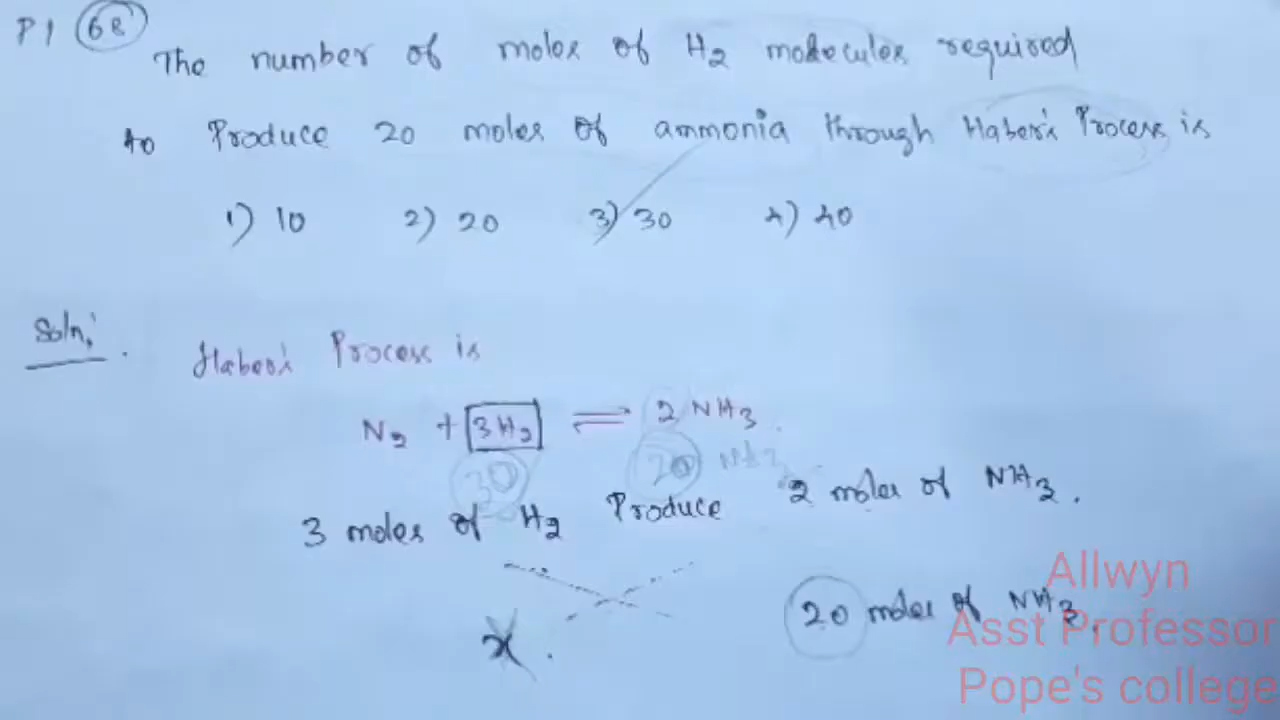 P1 68
The number of moles of H2 molecules required
to Produce 20 moles of ammonia through Haber's Process is
1) 10 2) 20 3) 30 4) 40
Soln;
Haber's Process is
N2 + 3H2 ⇌ 2 NH3.
30 20 NH3
3 moles of H2 Produce 2 moles of NH3.
x. 20 moles of NH3.
Allwyn
Asst Professor
Pope's college